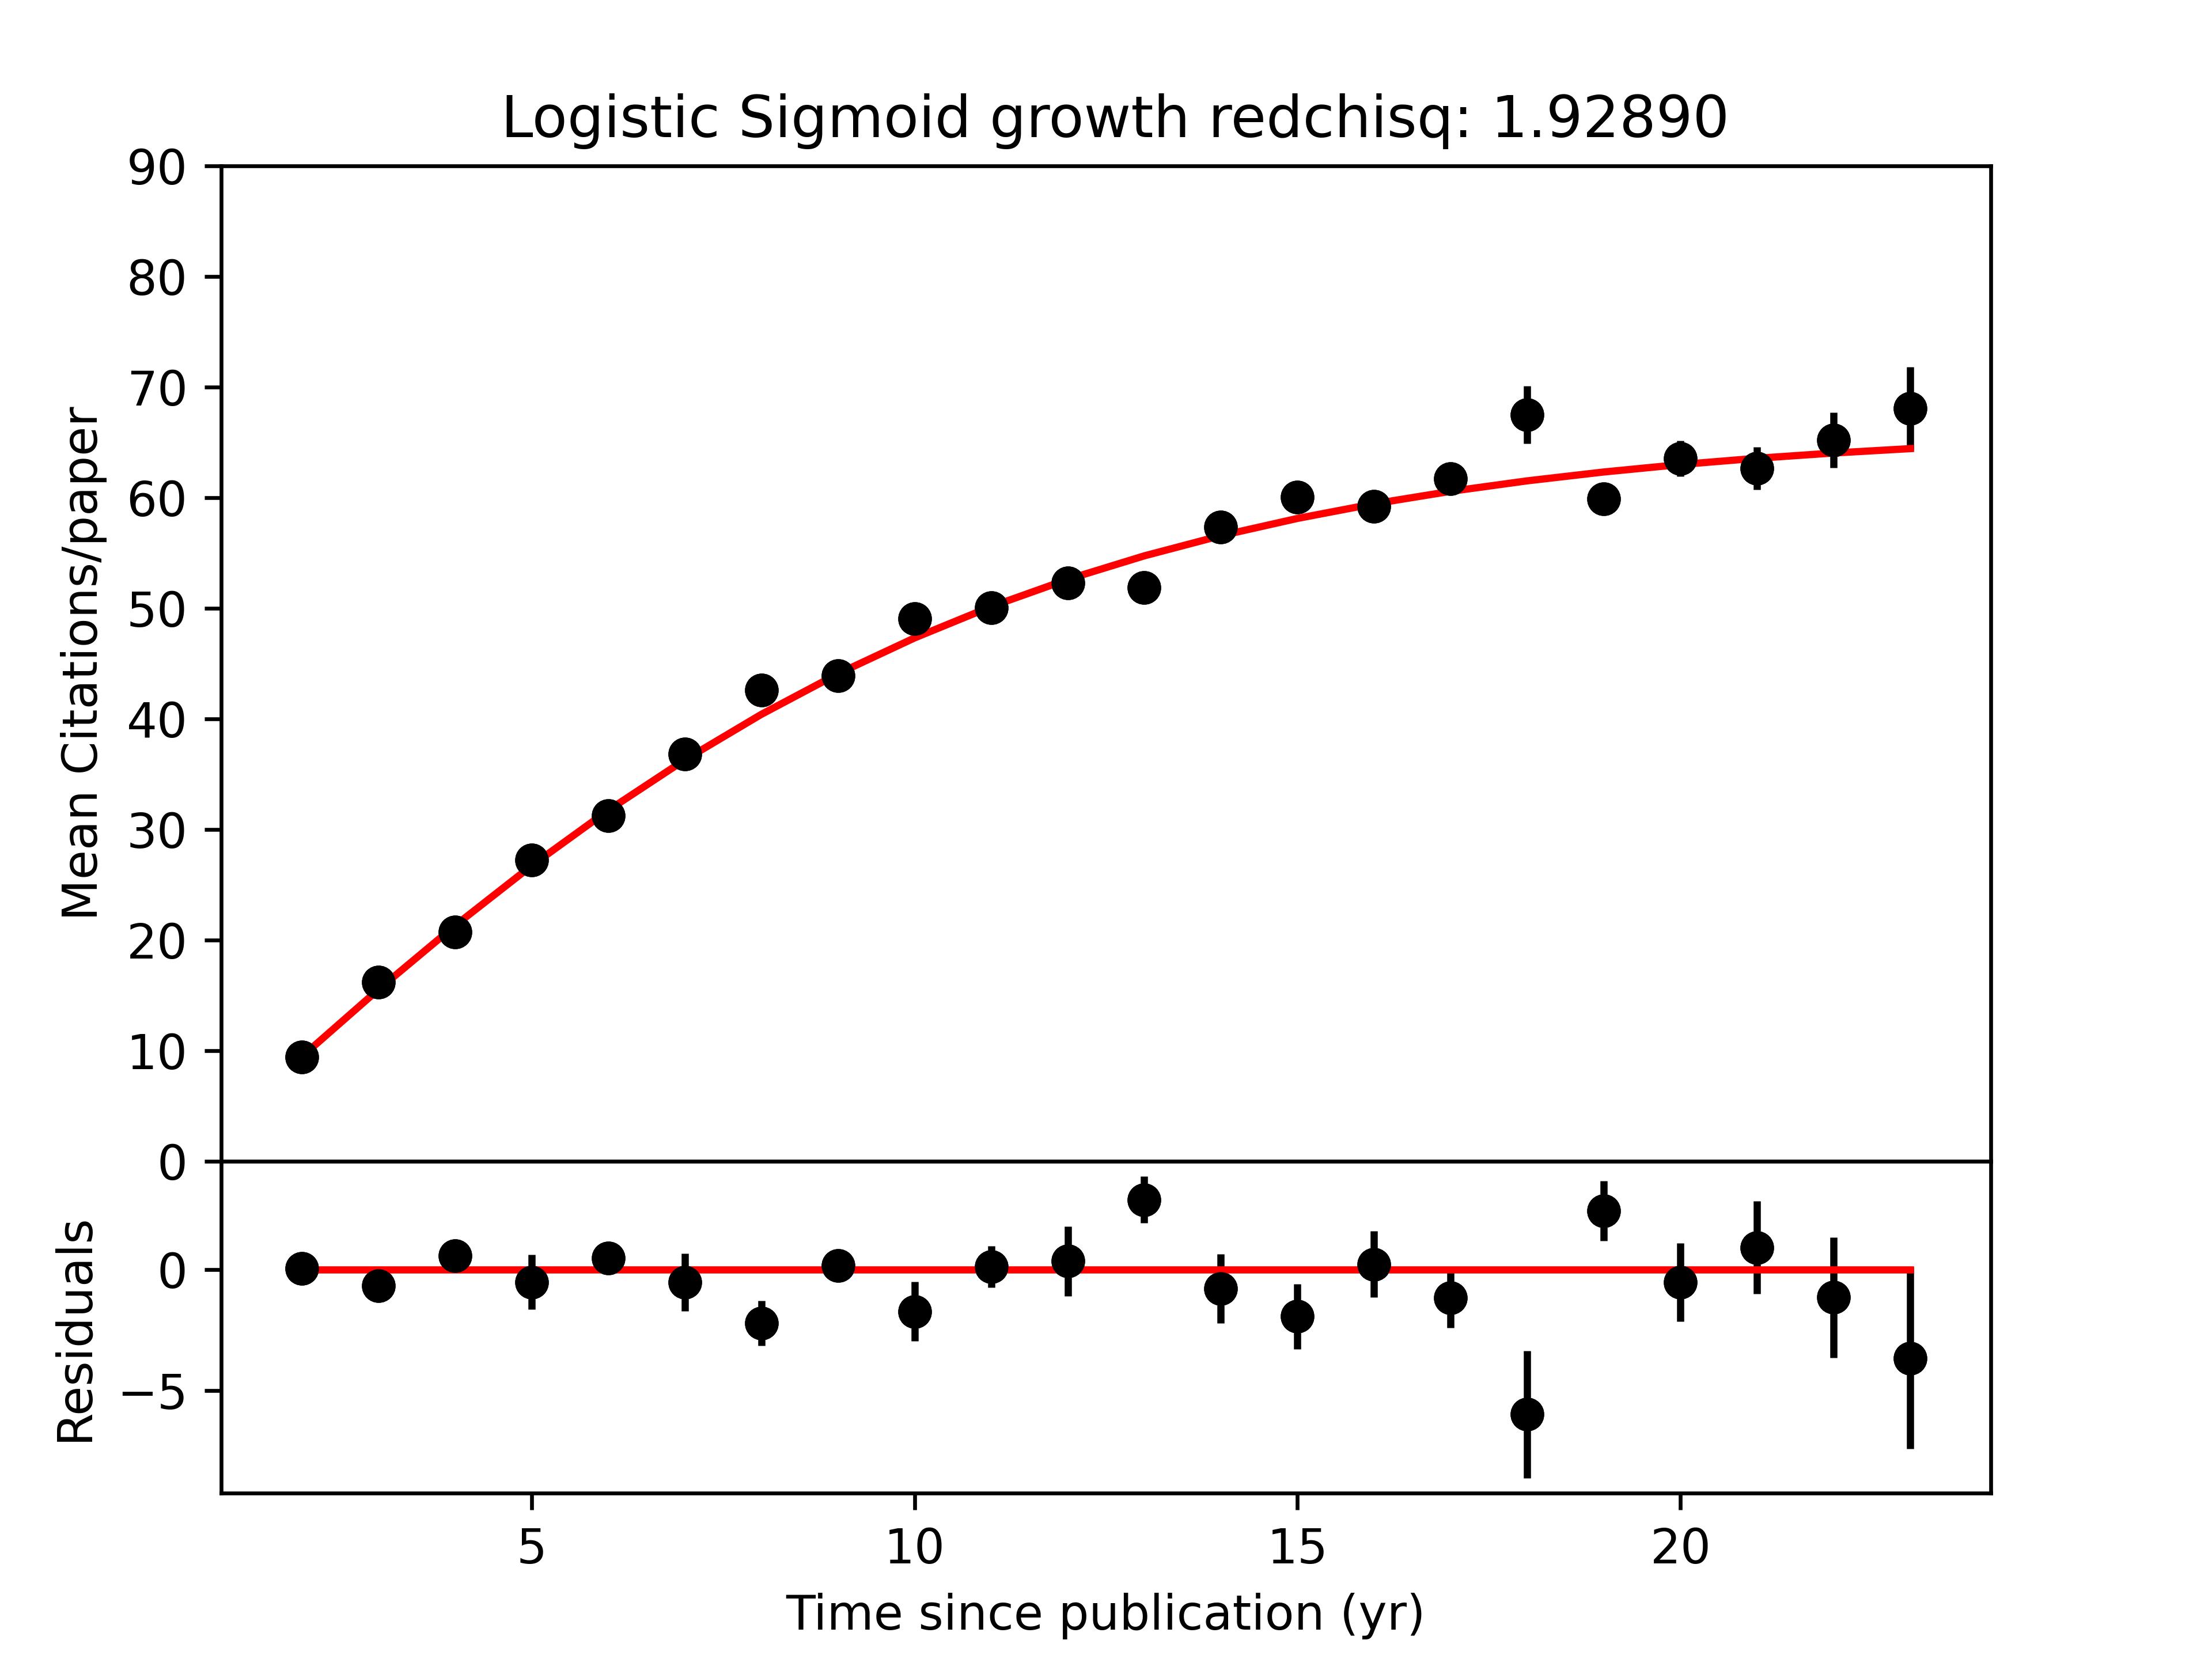 Logistic Sigmoid growth redchisq: 1.92890
90
80
70
60
50
40
30
20
10
0
Mean Citations/paper
0
−5
Residuals
5 10 15 20
Time since publication (yr)